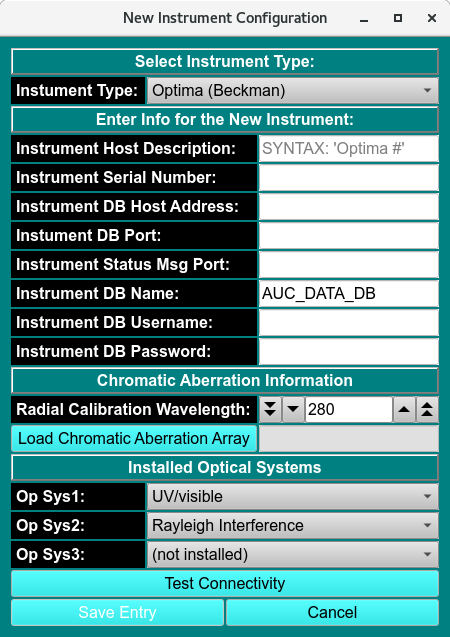 New Instrument Configuration
Select Instrument Type:
Instument Type: Optima (Beckman)
Enter Info for the New Instrument:
Instrument Host Description: SYNTAX: 'Optima #'
Instrument Serial Number:
Instrument DB Host Address:
Instument DB Port:
Instrument Status Msg Port:
Instrument DB Name: AUC_DATA_DB
Instrument DB Username:
Instrument DB Password:
Chromatic Aberration Information
Radial Calibration Wavelength: 280
Load Chromatic Aberration Array
Installed Optical Systems
Op Sys1: UV/visible
Op Sys2: Rayleigh Interference
Op Sys3: (not installed)
Test Connectivity
Save Entry Cancel